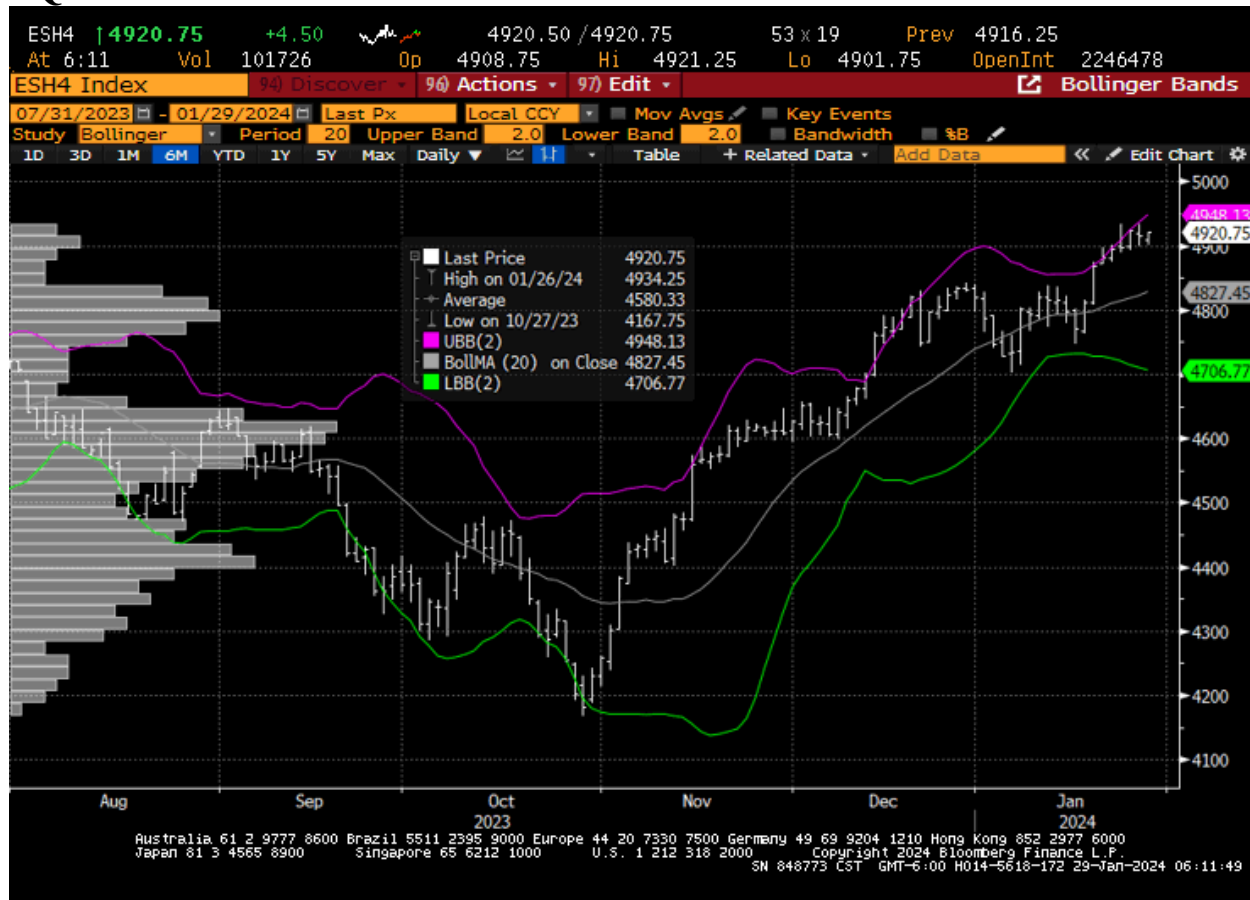 ESH4 ↑4920.75 +4.50 4920.50 /4920.75 53 x 19 Prev 4916.25
At 6:11 Vol 101726 Op 4908.75 Hi 4921.25 Lo 4901.75 OpenInt 2246478
ESH4 Index 94) Discover 96) Actions 97) Edit Bollinger Bands
07/31/2023 - 01/29/2024 Last Px Local CCY Mov Avgs Key Events
Study Bollinger Period 20 Upper Band 2.0 Lower Band 2.0 Bandwidth %B
1D 3D 1M 6M YTD 1Y 5Y Max Daily ▼ Table + Related Data Add Data « Edit Chart
5000
4948.13
4920.75
4900
4827.45
4800
4706.77
4600
4500
4400
4300
4200
4100
Last Price 4920.75
High on 01/26/24 4934.25
Average 4580.33
Low on 10/27/23 4167.75
UBB(2) 4948.13
BollMA (20) on Close 4827.45
LBB(2) 4706.77
Aug Sep Oct Nov Dec Jan
2023 2024
Australia 61 2 9777 8600 Brazil 5511 2395 9000 Europe 44 20 7330 7500 Germany 49 69 9204 1210 Hong Kong 852 2977 6000
Japan 81 3 4565 8900 Singapore 65 6212 1000 U.S. 1 212 318 2000 Copyright 2024 Bloomberg Finance L.P.
SN 848773 CST GMT-6:00 H014-5618-172 29-Jan-2024 06:11:49